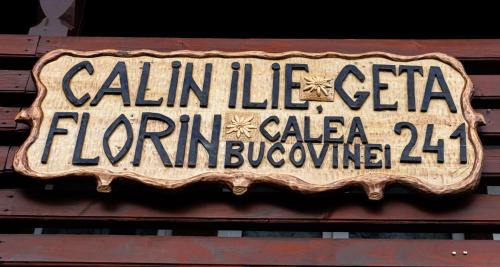 CALIN ILIE, GETA
FLORIN CALEA
BUCOVINEI 241